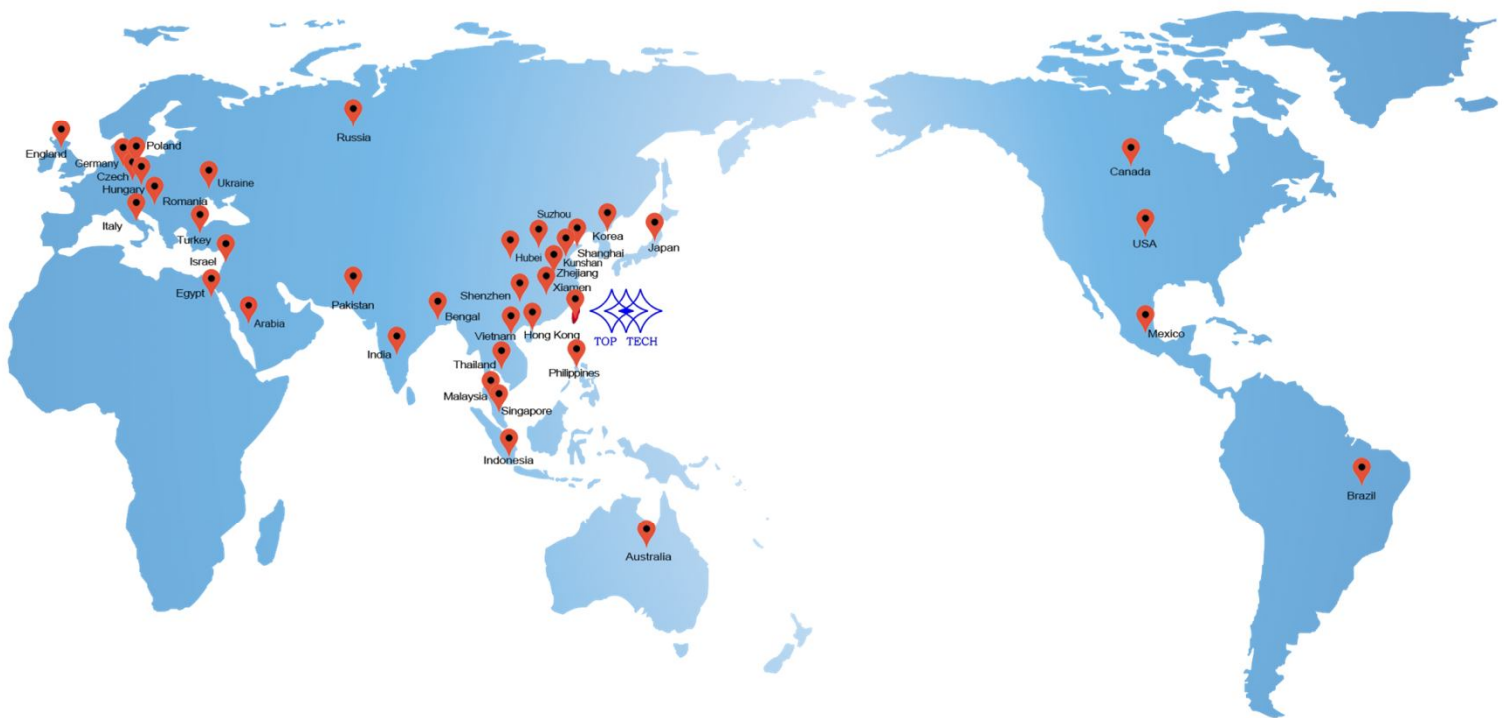 Russia
England
Poland
Germany
Czech
Ukraine
Hungary
Romania
Italy
Turkey
Israel
Egypt
Arabia
Pakistan
India
Bengal
Suzhou
Korea
Japan
Hubei
Shanghai
Kunshan
Zhejiang
Xiamen
Shenzhen
Vietnam
Hong Kong
TOP TECH
Thailand
Philippines
Malaysia
Singapore
Indonesia
Australia
Canada
USA
Mexico
Brazil